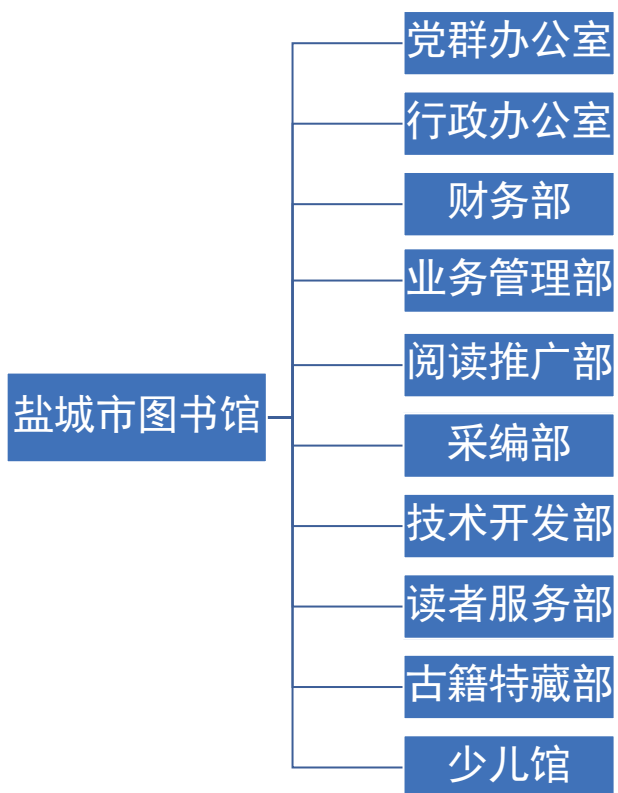 党群办公室
行政办公室
财务部
业务管理部
阅读推广部
盐城市图书馆
采编部
技术开发部
读者服务部
古籍特藏部
少儿馆